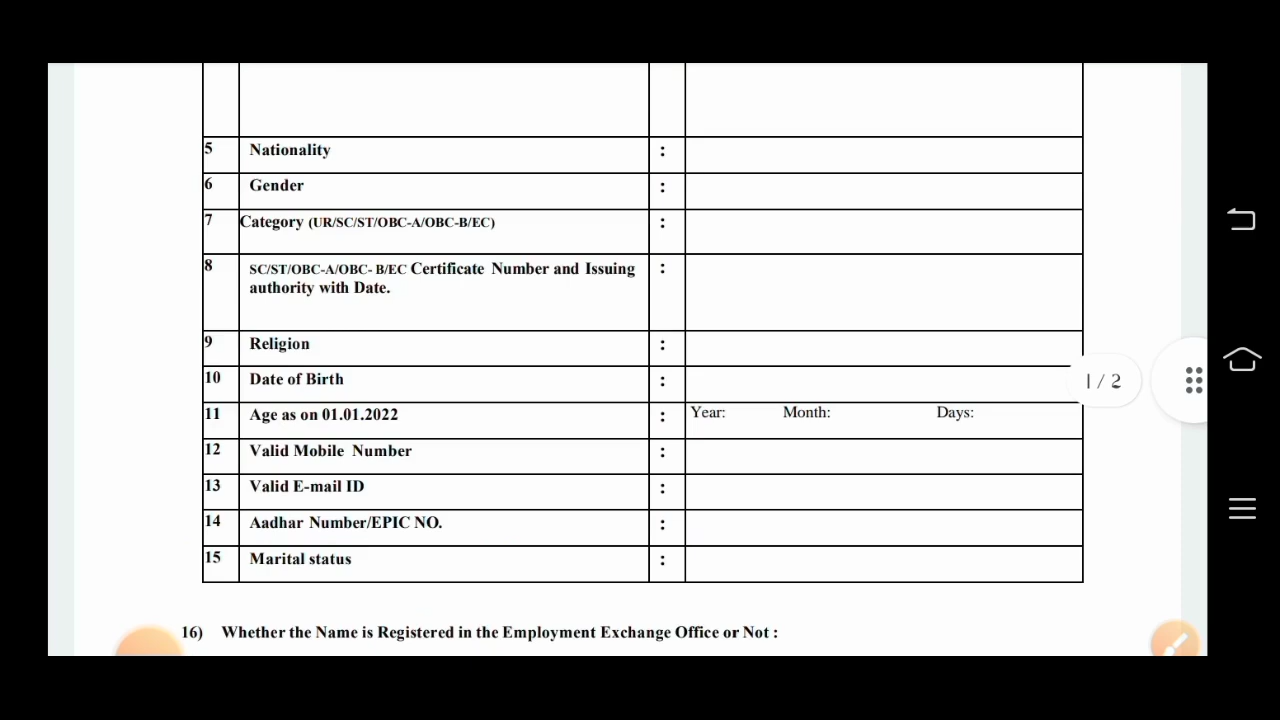 5 Nationality :
6 Gender :
7 Category (UR/SC/ST/OBC-A/OBC-B/EC) :
8 SC/ST/OBC-A/OBC- B/EC Certificate Number and Issuing :
authority with Date.
9 Religion :
10 Date of Birth :
11 Age as on 01.01.2022 : Year: Month: Days:
12 Valid Mobile Number :
13 Valid E-mail ID :
14 Aadhar Number/EPIC NO. :
15 Marital status :
1 / 2
16) Whether the Name is Registered in the Employment Exchange Office or Not :